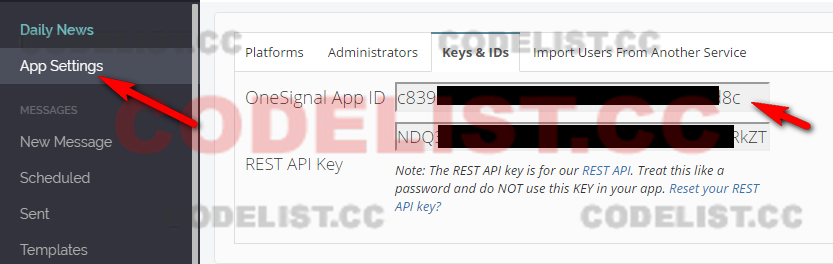 Daily News
App Settings
MESSAGES
New Message
Scheduled
Sent
Templates
CODELIST.CC
CODELIST.CC
Platforms Administrators Keys & IDs Import Users From Another Service
OneSignal App ID c839 8c
CODELIST.CC
NDQ RkZT
REST API Key
Note: The REST API key is for our REST API. Treat this like a
password and do NOT use this KEY in your app. Reset your REST
API key?
CODELIST.CC
CODELIST.CC